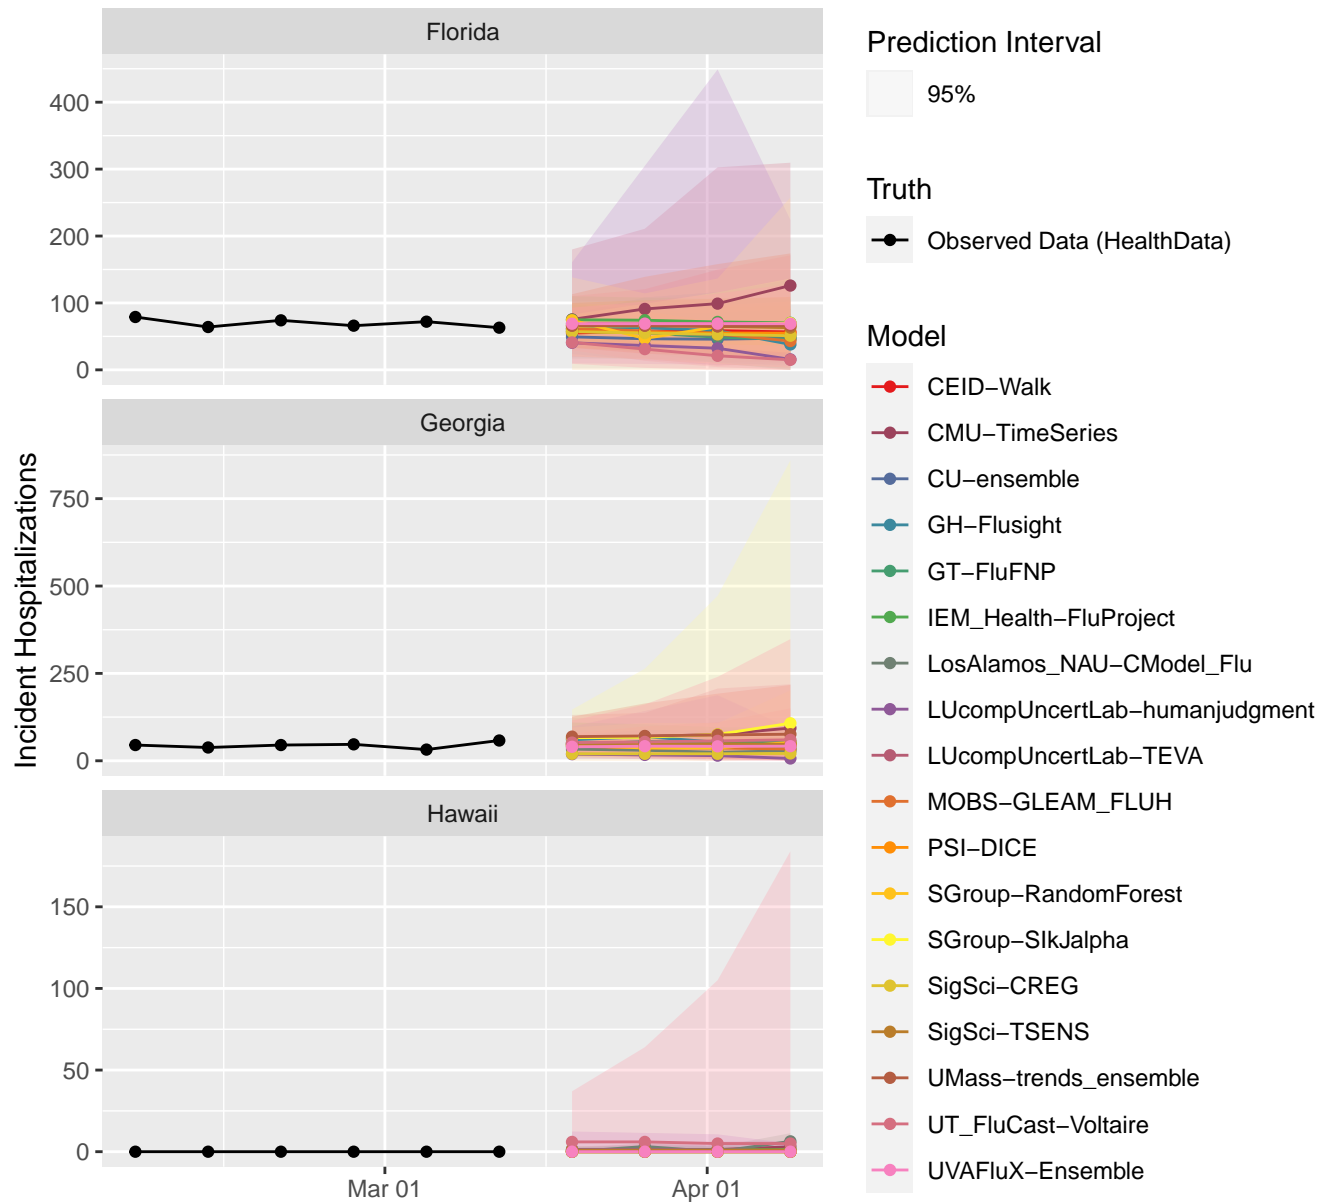 Florida
400
300
200
100
0
Georgia
750
500
250
0
Hawaii
150
100
50
0
Mar 01
Apr 01
Incident Hospitalizations
Prediction Interval
95%
Truth
Observed Data (HealthData)
Model
CEID−Walk
CMU−TimeSeries
CU−ensemble
GH−Flusight
GT−FluFNP
IEM_Health−FluProject
LosAlamos_NAU−CModel_Flu
LUcompUncertLab−humanjudgment
LUcompUncertLab−TEVA
MOBS−GLEAM_FLUH
PSI−DICE
SGroup−RandomForest
SGroup−SIkJalpha
SigSci−CREG
SigSci−TSENS
UMass−trends_ensemble
UT_FluCast−Voltaire
UVAFluX−Ensemble